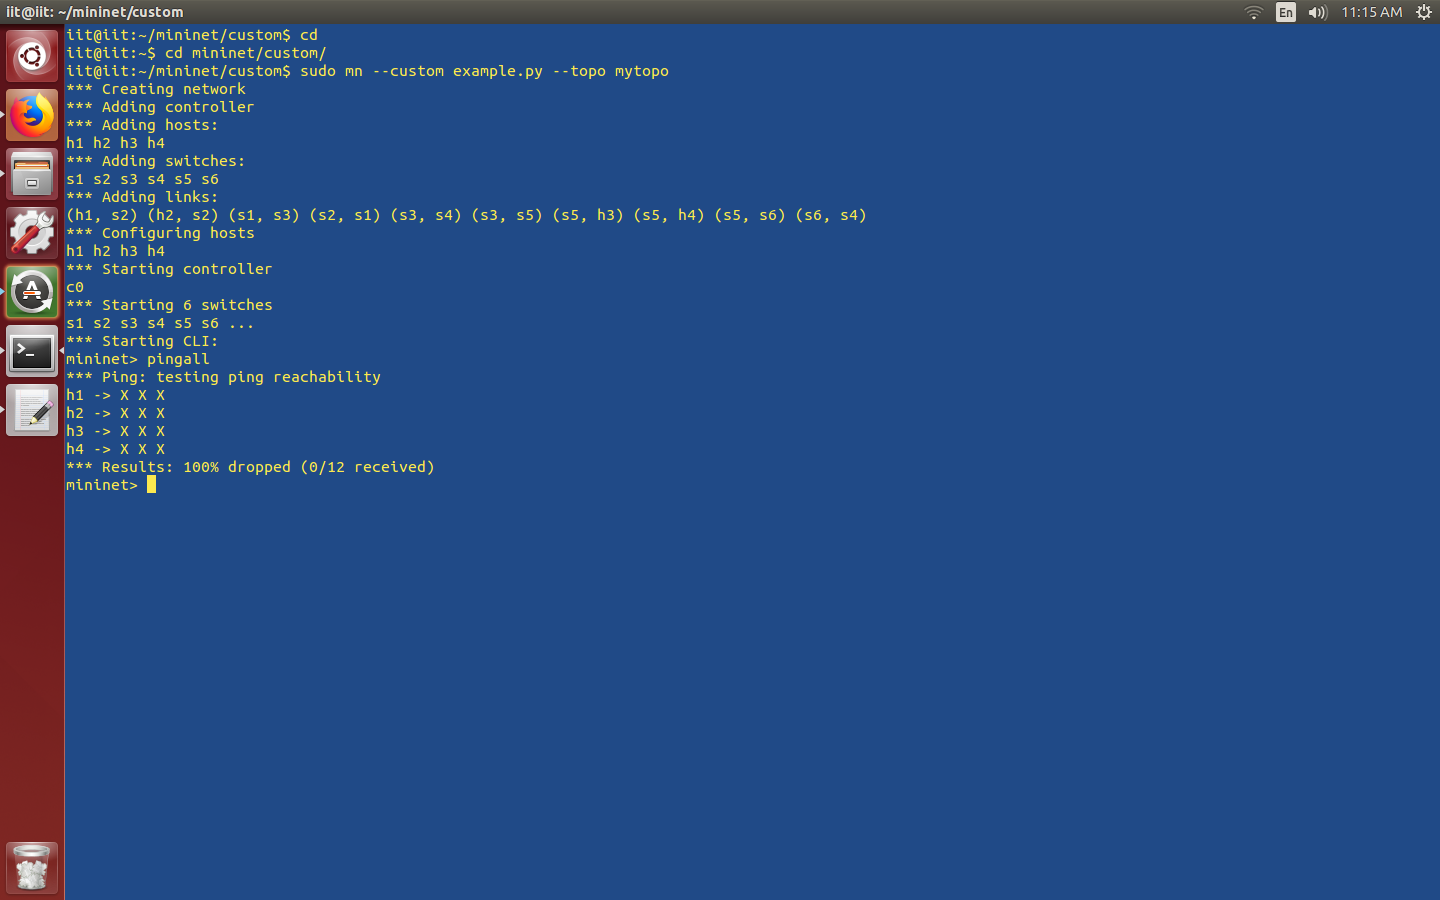 iit@iit: ~/mininet/custom
En
11:15 AM
iit@iit:~/mininet/custom$ cd
iit@iit:~$ cd mininet/custom/
iit@iit:~/mininet/custom$ sudo mn --custom example.py --topo mytopo
*** Creating network
*** Adding controller
*** Adding hosts:
h1 h2 h3 h4
*** Adding switches:
s1 s2 s3 s4 s5 s6
*** Adding links:
(h1, s2) (h2, s2) (s1, s3) (s2, s1) (s3, s4) (s3, s5) (s5, h3) (s5, h4) (s5, s6) (s6, s4)
*** Configuring hosts
h1 h2 h3 h4
*** Starting controller
c0
*** Starting 6 switches
s1 s2 s3 s4 s5 s6 ...
*** Starting CLI:
mininet> pingall
*** Ping: testing ping reachability
h1 -> X X X
h2 -> X X X
h3 -> X X X
h4 -> X X X
*** Results: 100% dropped (0/12 received)
mininet>